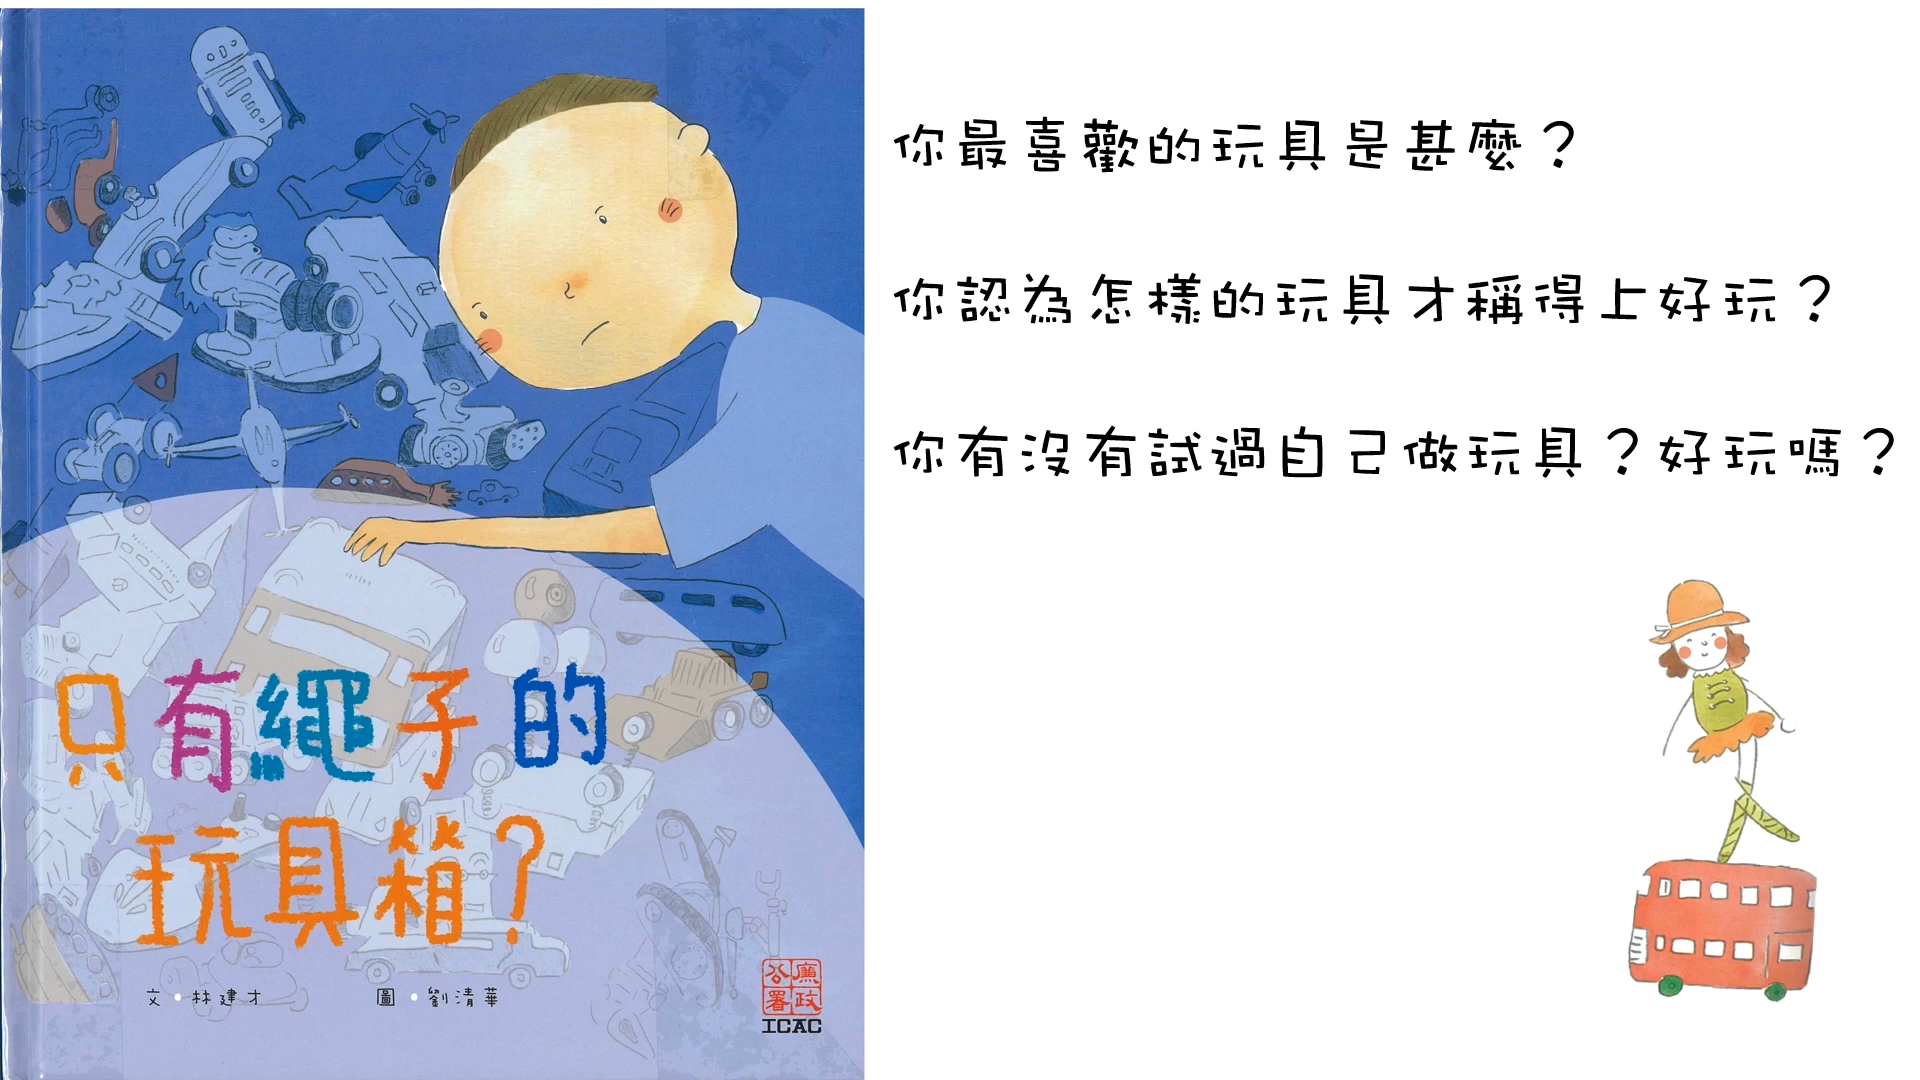 只有繩子的
玩具箱?
文•林建才
圖•劉清華
廉政公署
ICAC
你最喜歡的玩具是甚麼？
你認為怎樣的玩具才稱得上好玩？
你有沒有試過自己做玩具？好玩嗎？